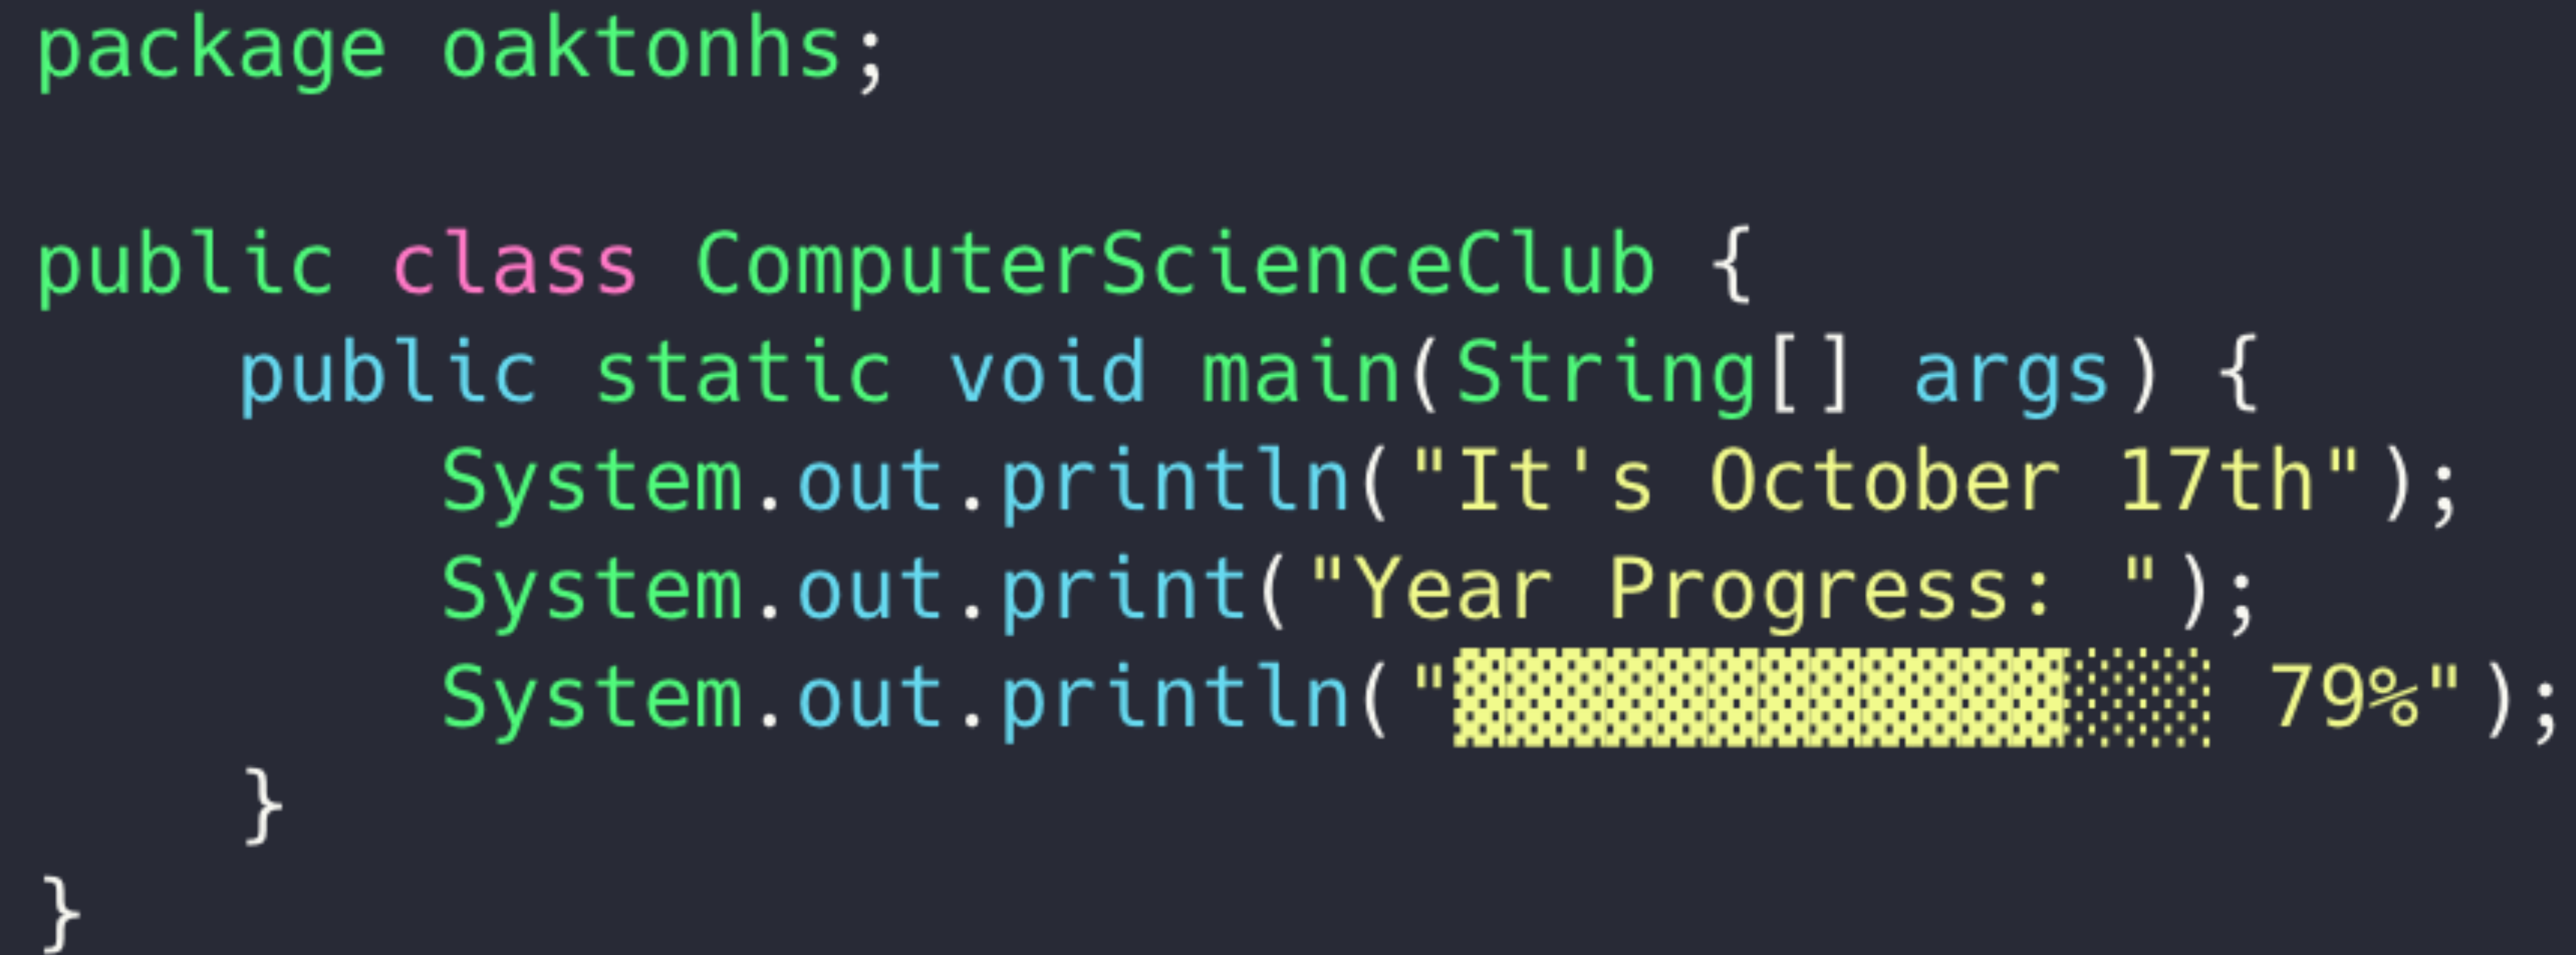 package oaktonhs;
public class ComputerScienceClub {
    public static void main(String[] args) {
        System.out.println("It's October 17th");
        System.out.print("Year Progress: ");
        System.out.println("▓▓▓▓▓▓▓▓▓▓▓▓░░░ 79%");
    }
}